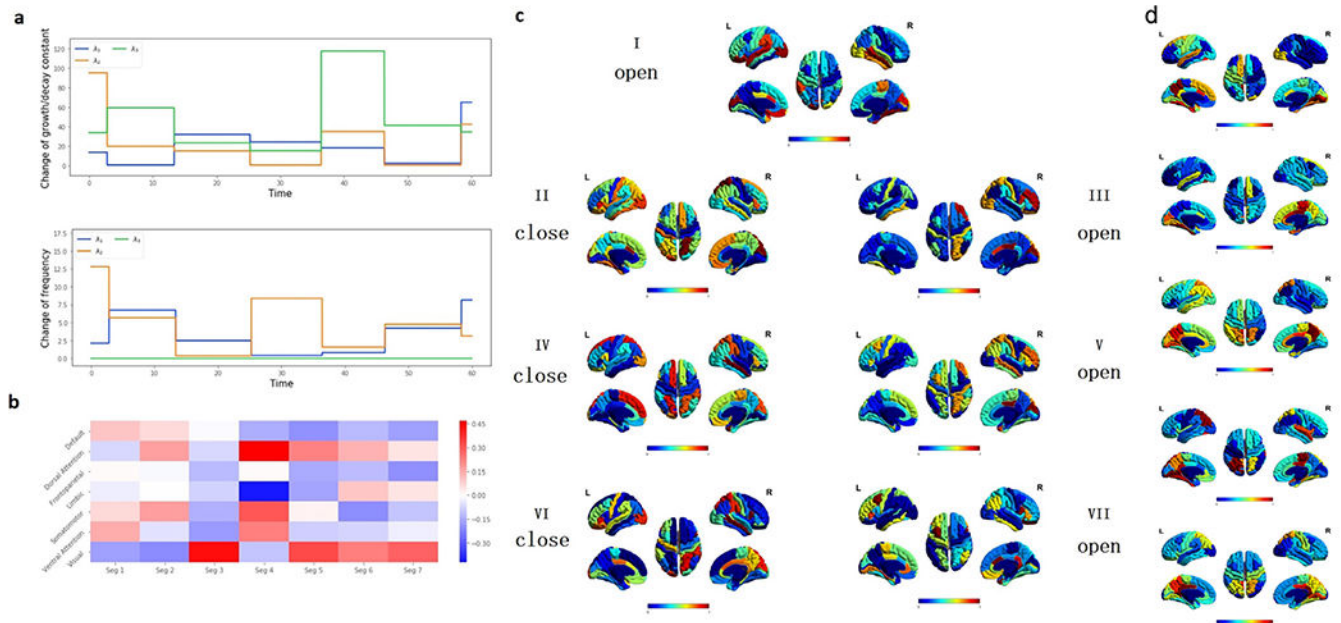 a
λ₁ λ₃
λ₂
Change of growth/decay constant
120
100
80
60
40
20
0
0 10 20 30 40 50 60
Time
λ₁ λ₃
λ₂
Change of frequency
17.5
15.0
12.5
10.0
7.5
5.0
2.5
0.0
0 10 20 30 40 50 60
Time
b
Default
Dorsal Attention
Frontoparietal
Limbic
Somatomotor
Ventral Attention
Visual
Seg 1 Seg 2 Seg 3 Seg 4 Seg 5 Seg 6 Seg 7
0.45
0.30
0.15
0.00
-0.15
-0.30
c
I
open
L R
II
close
L R
L R
III
open
IV
close
L R
L R
V
open
VI
close
L R
L R
VII
open
d
L R
L R
L R
L R
L R